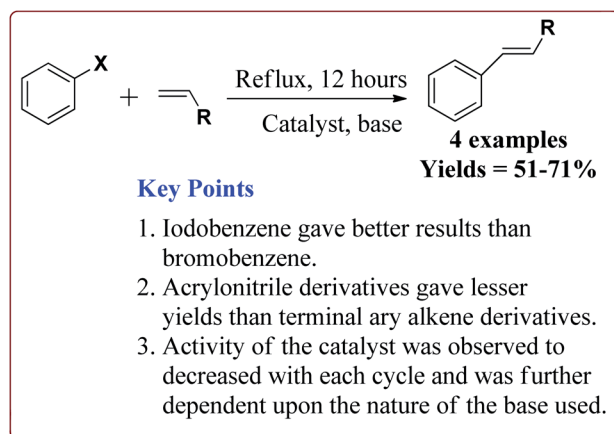 X
+
R
Reflux, 12 hours
Catalyst, base
R
4 examples
Yields = 51-71%
Key Points
1. Iodobenzene gave better results than
bromobenzene.
2. Acrylonitrile derivatives gave lesser
yields than terminal ary alkene derivatives.
3. Activity of the catalyst was observed to
decreased with each cycle and was further
dependent upon the nature of the base used.